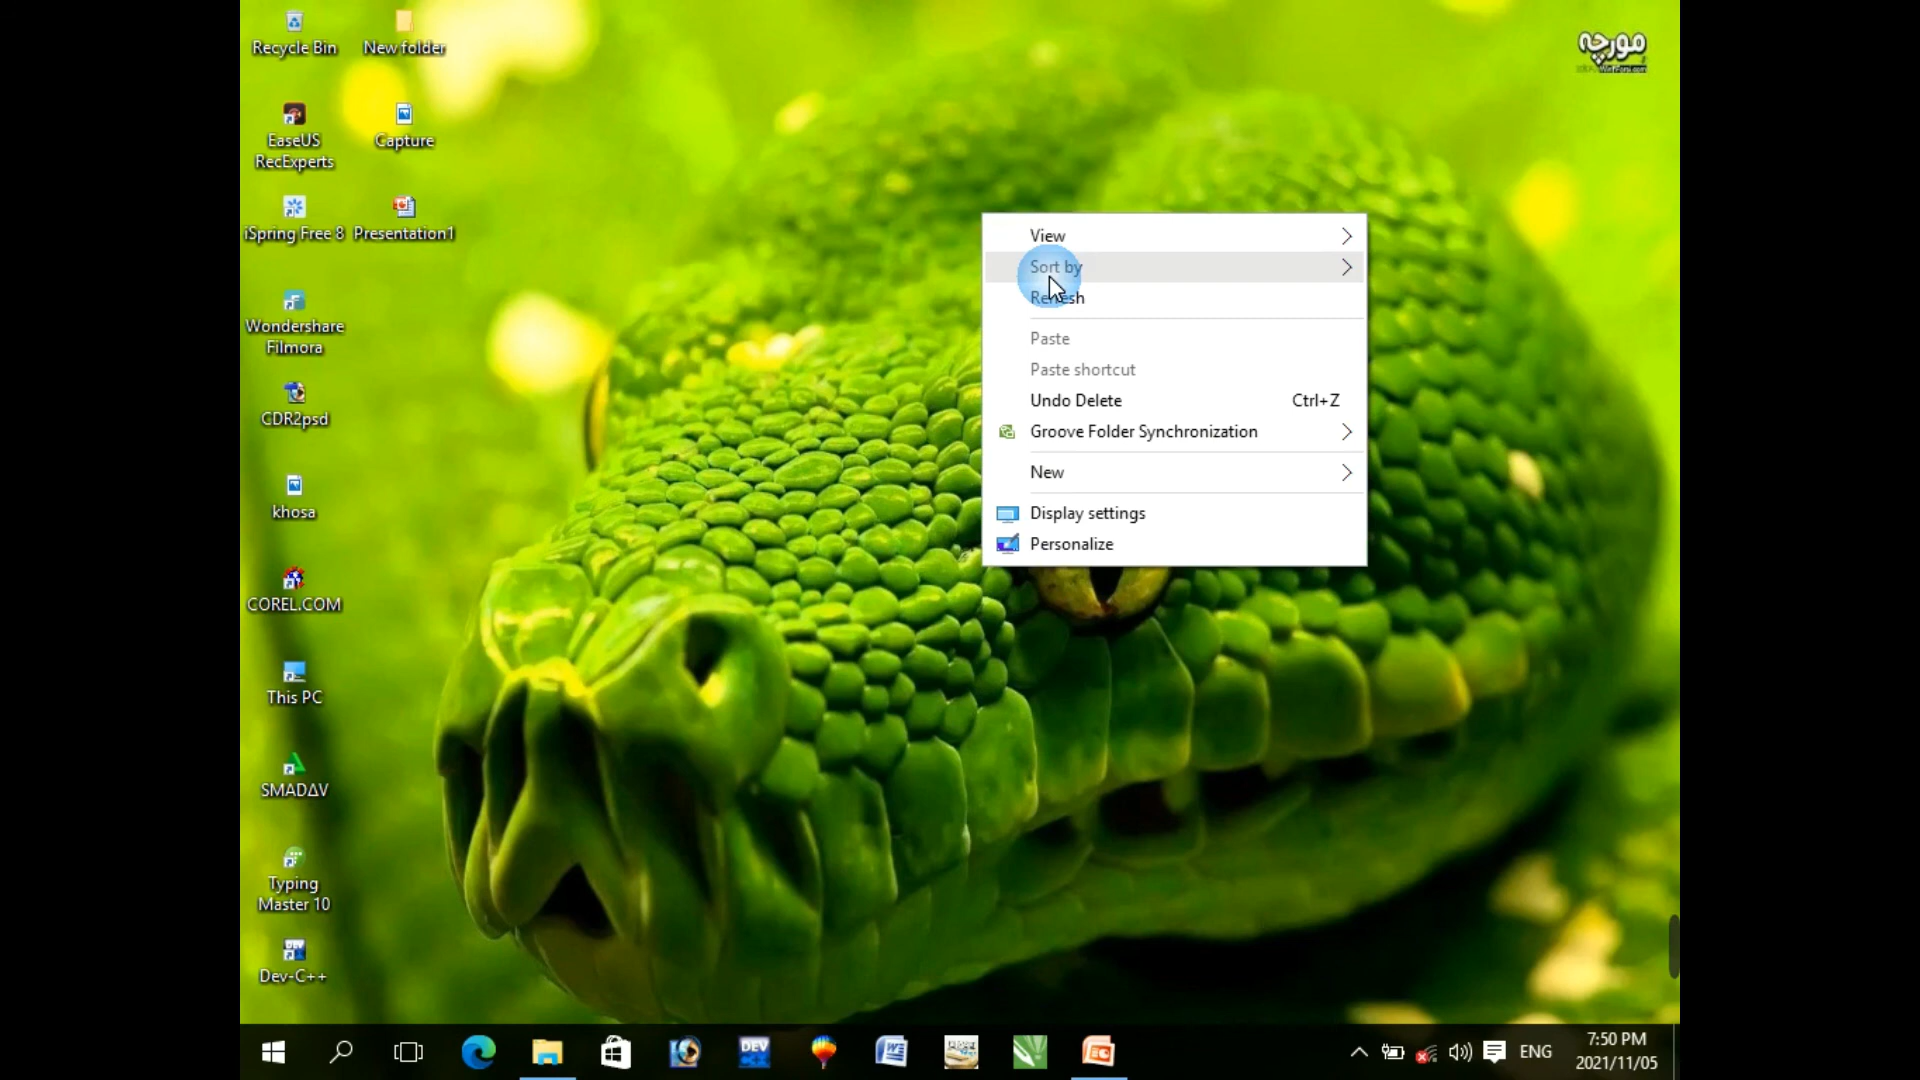 Recycle Bin
New folder
مورچه
EaseUS
RecExperts
Capture
iSpring Free 8
Presentation1
Wondershare
Filmora
CDR2psd
khosa
COREL.COM
This PC
SMADΔV
Typing
Master 10
Dev-C++
View
Sort by
Refresh
Paste
Paste shortcut
Undo Delete Ctrl+Z
Groove Folder Synchronization
New
Display settings
Personalize
DEV
C++
ENG
7:50 PM
2021/11/05